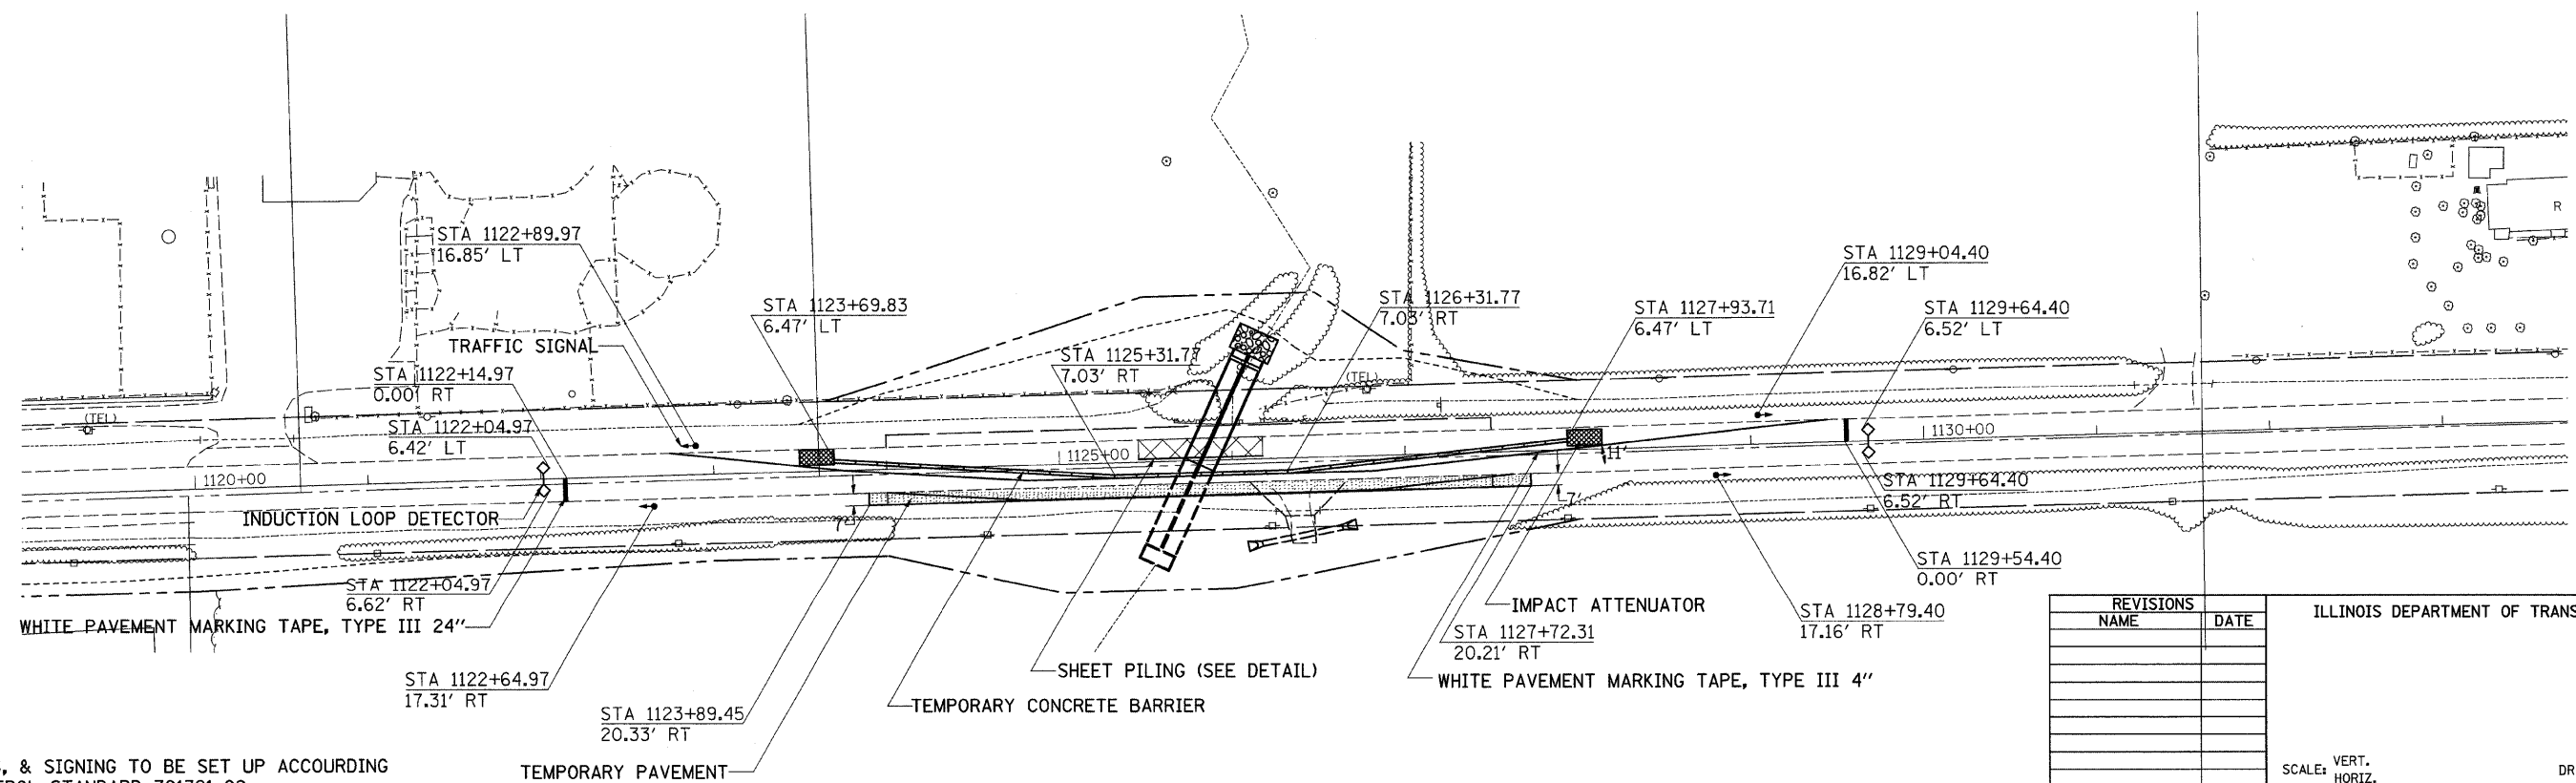 STA 1122+89.97
16.85' LT
TRAFFIC SIGNAL
STA 1122+14.97
0.00' RT
(TEL)
STA 1122+04.97
6.42' LT
1120+00
INDUCTION LOOP DETECTOR
STA 1122+04.97
6.62' RT
WHITE PAVEMENT MARKING TAPE, TYPE III 24"
STA 1122+64.97
17.31' RT
STA 1123+69.83
6.47' LT
STA 1125+31.77
7.03' RT
STA 1126+31.77
7.03' RT
(TEL)
1125+00
7'
STA 1123+89.45
20.33' RT
TEMPORARY PAVEMENT
TEMPORARY CONCRETE BARRIER
SHEET PILING (SEE DETAIL)
STA 1127+93.71
6.47' LT
11'
7'
STA 1129+04.40
16.82' LT
STA 1129+64.40
6.52' LT
1130+00
STA 1129+64.40
6.52' RT
STA 1129+54.40
0.00' RT
IMPACT ATTENUATOR
STA 1127+72.31
20.21' RT
STA 1128+79.40
17.16' RT
WHITE PAVEMENT MARKING TAPE, TYPE III 4"
R
REVISIONS
NAME DATE
ILLINOIS DEPARTMENT OF TRANS
SCALE: VERT.
HORIZ.
DR
, & SIGNING TO BE SET UP ACCOURDING